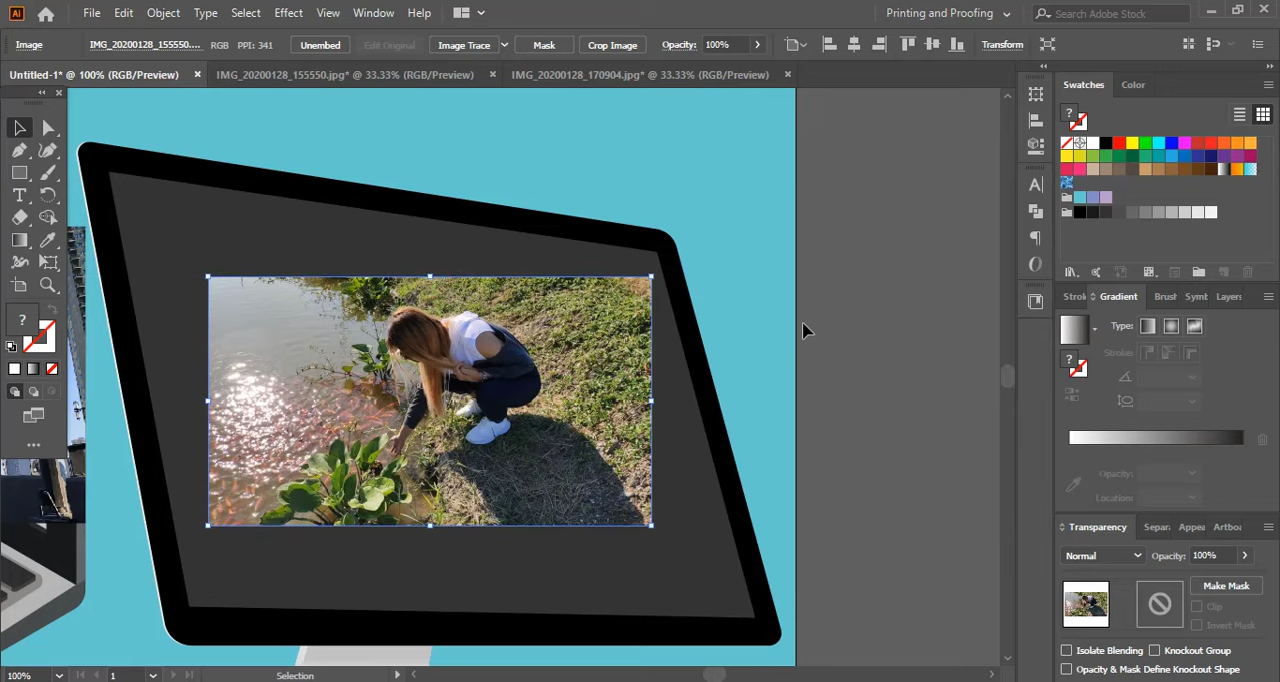 Ai File Edit Object Type Select Effect View Window Help Printing and Proofing Search Adobe Stock
Image IMG_20200128_155550.... RGB PPI: 341 Unembed Edit Original Image Trace Mask Crop Image Opacity: 100% Transform
Untitled-1* @ 100% (RGB/Preview) IMG_20200128_155550.jpg* @ 33.33% (RGB/Preview) IMG_20200128_170904.jpg* @ 33.33% (RGB/Preview)
Swatches Color
?
Strok Gradient Brush Symb Layers
Type:
Strokes:
?
?
Opacity:
Location:
Transparency Separ Appea Artboa
Normal Opacity: 100%
Make Mask
Clip
Invert Mask
Isolate Blending Knockout Group
Opacity & Mask Define Knockout Shape
100% 1 Selection